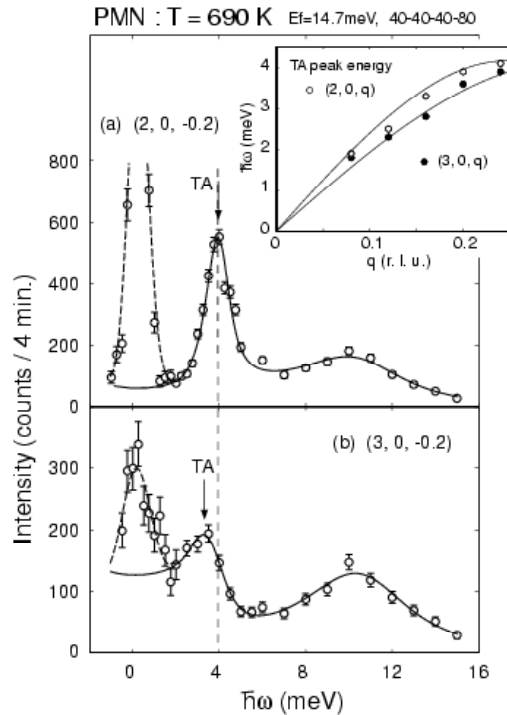 PMN : T = 690 K Ef=14.7meV, 40-40-40-80
(a) (2, 0, -0.2)
TA
800
600
400
200
0
TA peak energy
(2, 0, q)
(3, 0, q)
4
3
2
1
0
0
0.1
0.2
ħω (meV)
q (r. l. u.)
(b) (3, 0, -0.2)
TA
300
200
100
0
0 4 8 12 16
Intensity (counts / 4 min.)
ħω (meV)